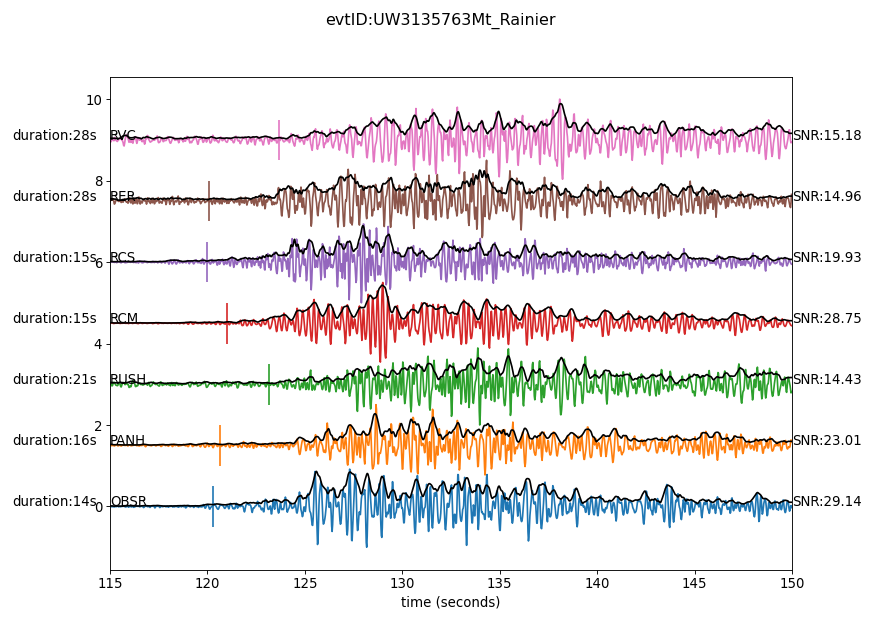 evtID:UW3135763Mt_Rainier
10
duration:28s RVC SNR:15.18
8
duration:28s RER SNR:14.96
duration:15s RCS SNR:19.93
6
duration:15s RCM SNR:28.75
4
duration:21s RUSH SNR:14.43
2
duration:16s PANH SNR:23.01
duration:14s OBSR SNR:29.14
0
115 120 125 130 135 140 145 150
time (seconds)